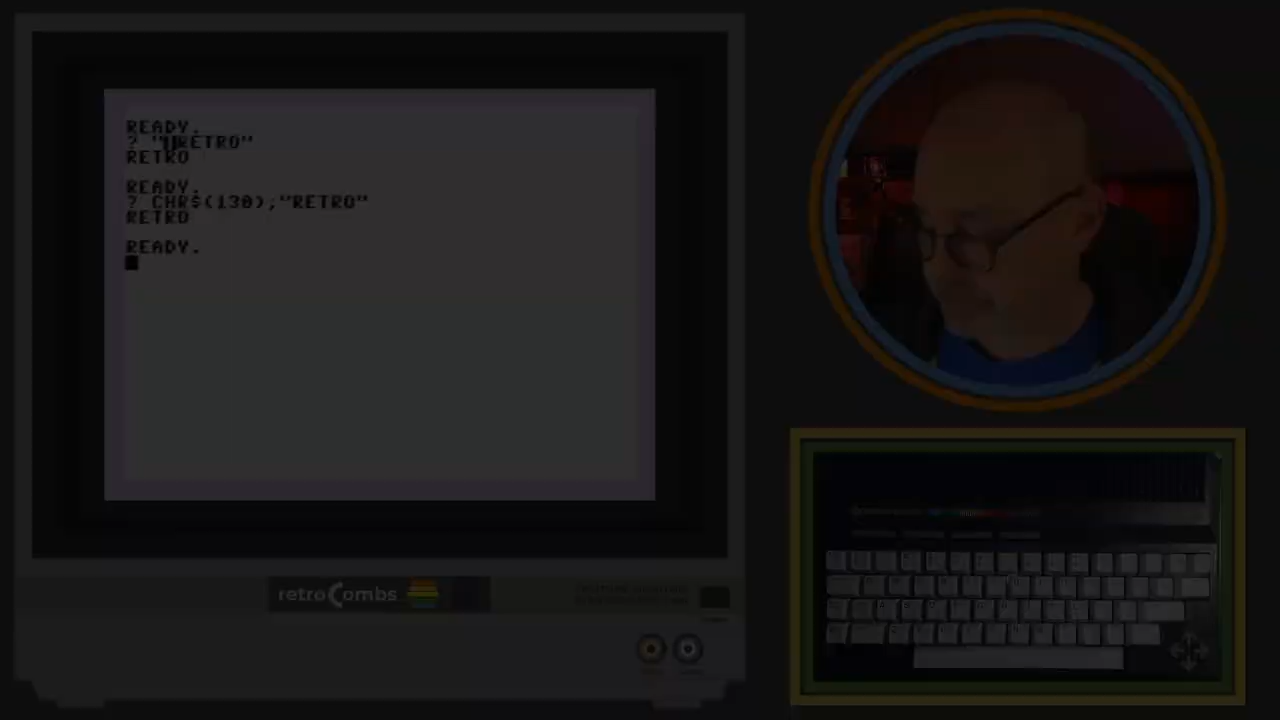 READY.
? "RETRO"
RETRO
READY.
? CHR$(130);"RETRO"
RETRO
READY.
retroCombs